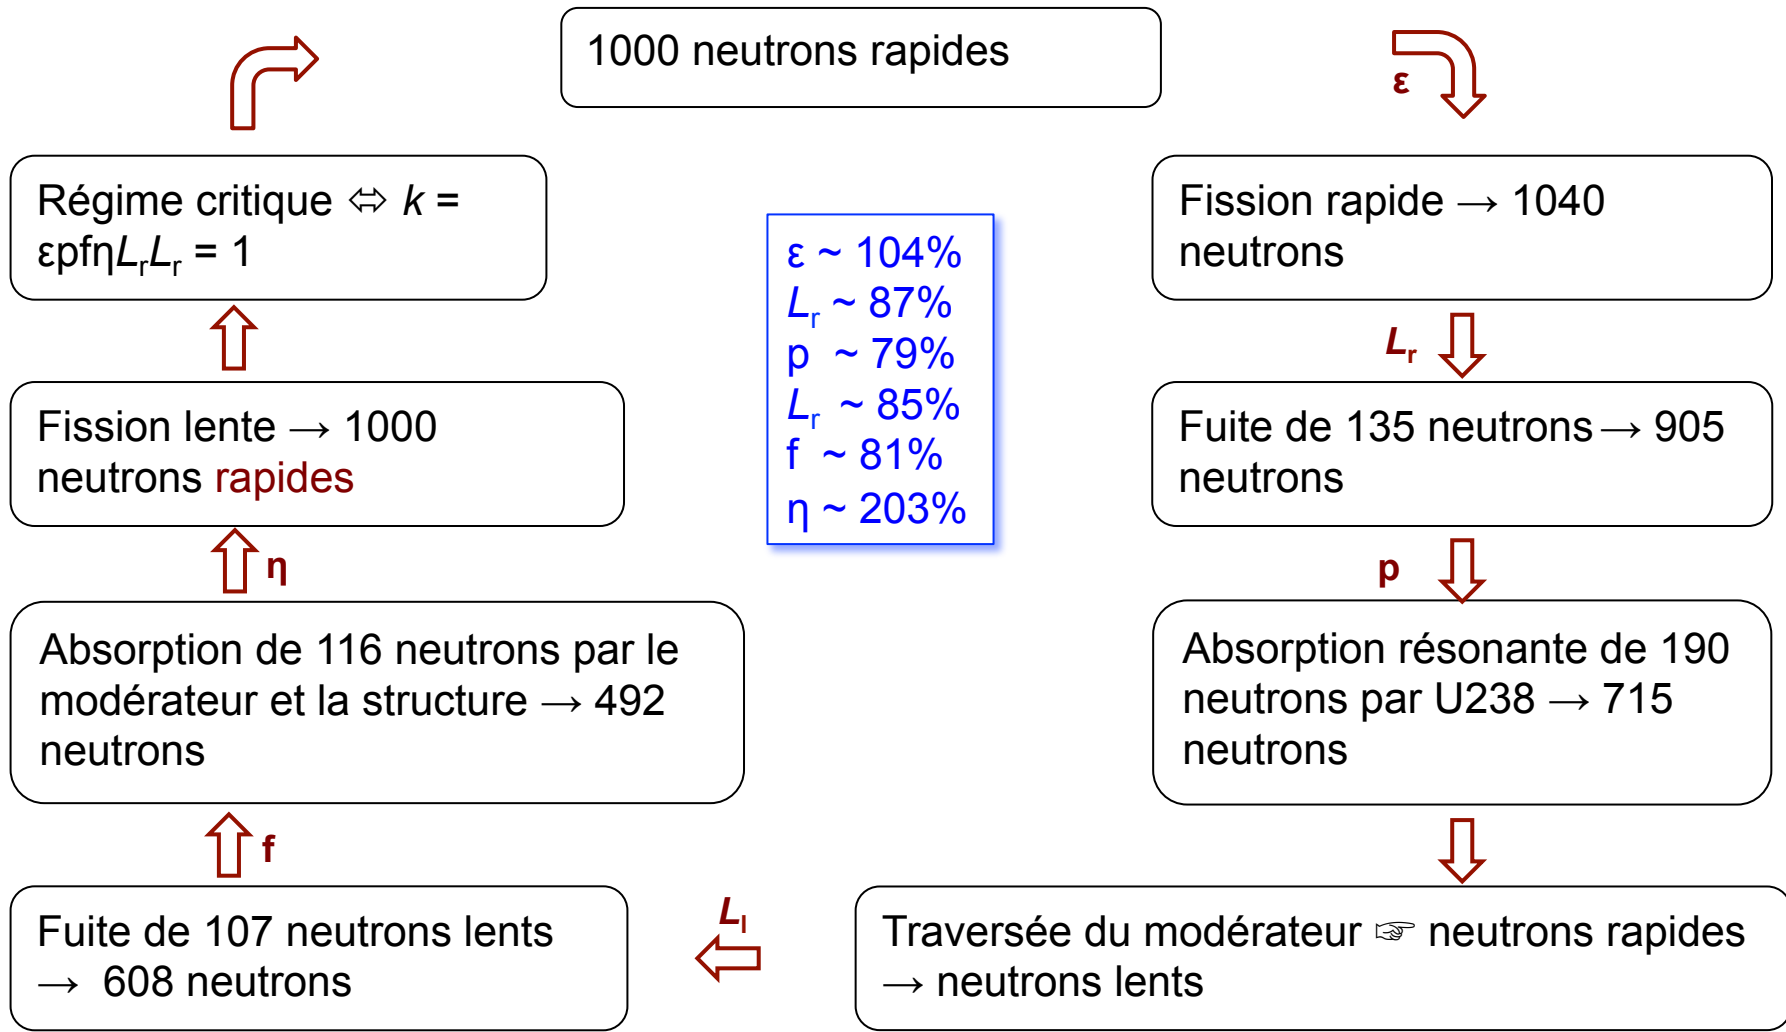 1000 neutrons rapides
ε
Fission rapide → 1040
neutrons
Lr
Fuite de 135 neutrons → 905
neutrons
p
Absorption résonante de 190
neutrons par U238 → 715
neutrons
Traversée du modérateur ☞ neutrons rapides
→ neutrons lents
Ll
Fuite de 107 neutrons lents
→ 608 neutrons
f
Absorption de 116 neutrons par le
modérateur et la structure → 492
neutrons
η
Fission lente → 1000
neutrons rapides
Régime critique ⇔ k =
εpfηLrLr = 1
ε ~ 104%
Lr ~ 87%
p ~ 79%
Lr ~ 85%
f ~ 81%
η ~ 203%